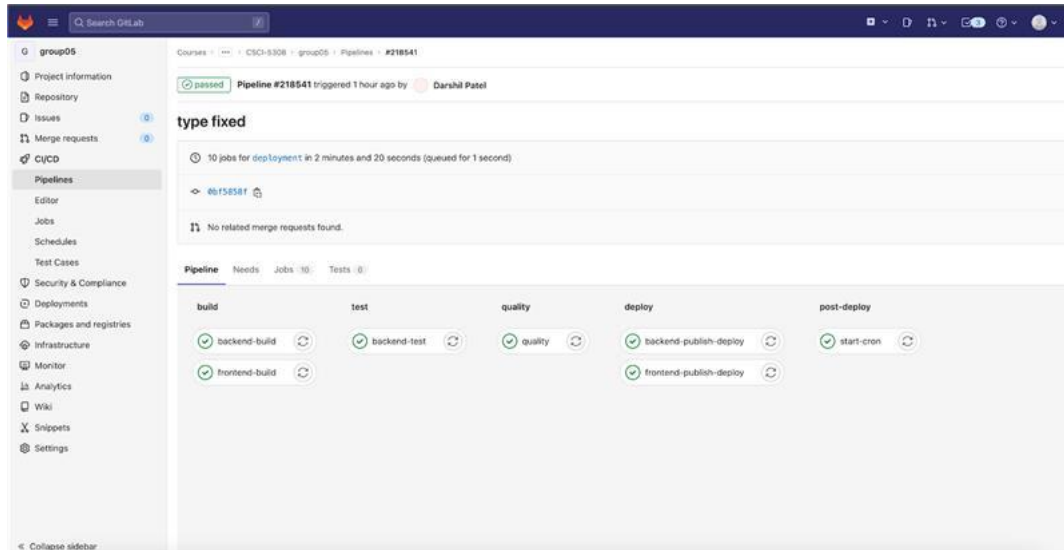 Search GitLab
/
G group05
Project information
Repository
Issues 0
Merge requests 0
CI/CD
Pipelines
Editor
Jobs
Schedules
Test Cases
Security & Compliance
Deployments
Packages and registries
Infrastructure
Monitor
Analytics
Wiki
Snippets
Settings
Collapse sidebar
Courses › ... › CSCI-5308 › group05 › Pipelines › #218541
passed Pipeline #218541 triggered 1 hour ago by Darshil Patel
type fixed
10 jobs for deployment in 2 minutes and 20 seconds (queued for 1 second)
0bf5858f
No related merge requests found.
Pipeline Needs Jobs 10 Tests 0
build test quality deploy post-deploy
backend-build backend-test quality backend-publish-deploy start-cron
frontend-build frontend-publish-deploy